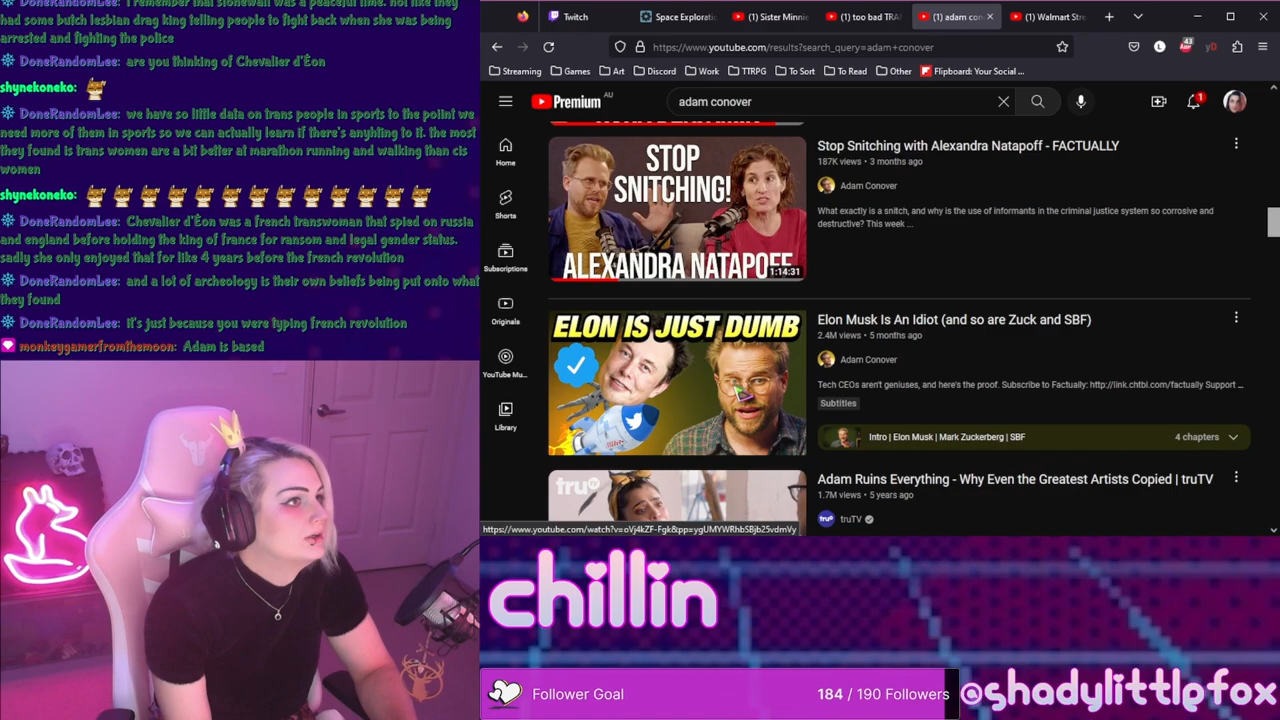 I remember that stonewall was a peaceful time. not like they
had some butch lesbian drag king telling people to fight back when she was being
arrested and fighting the police
DoneRandomLee: are you thinking of Chevalier d'Éon
shynekoneko:
DoneRandomLee: we have so little data on trans people in sports to the poiint we
need more of them in sports so we can actually learn if there's anyhting to it. the most
they found is trans women are a bit better at marathon running and walking than cis
women
shynekoneko:
DoneRandomLee: Chevalier d'Éon was a french transwoman that spied on russia
and england before holding the king of france for ransom and legal gender status.
sadly she only enjoyed that for like 4 years before the french revolution
DoneRandomLee: and a lot of archeology is their own beliefs being put onto what
they found
DoneRandomLee: it's just because you were typing french revolution
monkeygamerfromthemoon: Adam is based
Twitch
Space Exploratio
(1) Sister Minnie
(1) too bad TRA
(1) adam con
(1) Walmart Stre
https://www.youtube.com/results?search_query=adam+conover
43
Streaming
Games
Art
Discord
Work
TTRPG
To Sort
To Read
Other
Flipboard: Your Social ...
Premium AU
adam conover
1
Home
Shorts
Subscriptions
Originals
YouTube Mu...
Library
STOP
SNITCHING!
ALEXANDRA NATAPOFF
1:14:31
Stop Snitching with Alexandra Natapoff - FACTUALLY
187K views • 3 months ago
Adam Conover
What exactly is a snitch, and why is the use of informants in the criminal justice system so corrosive and
destructive? This week ...
ELON IS JUST DUMB
Elon Musk Is An Idiot (and so are Zuck and SBF)
2.4M views • 5 months ago
Adam Conover
Tech CEOs aren't geniuses, and here's the proof. Subscribe to Factually: http://link.chtbl.com/factually Support ...
Subtitles
Intro | Elon Musk | Mark Zuckerberg | SBF
4 chapters
truTV
Adam Ruins Everything - Why Even the Greatest Artists Copied | truTV
1.7M views • 5 years ago
truTV
https://www.youtube.com/watch?v=oVj4kZF-Fgk&pp=ygUMYWRhbSBjb25vdmVy
chillin
Follower Goal
184 / 190 Followers
@shadylittlefox